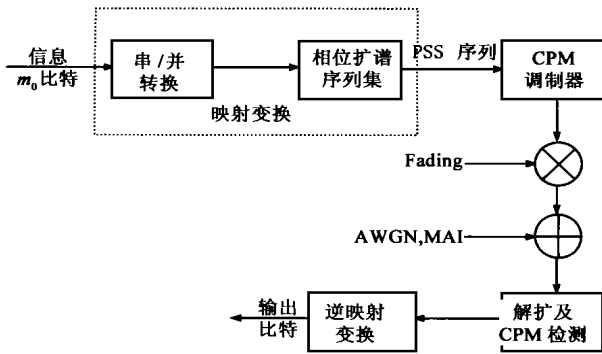 信息
m₀比特
串/并
转换
相位扩谱
序列集
映射变换
PSS 序列
CPM
调制器
Fading
AWGN,MAI
解扩及
CPM 检测
逆映射
变换
输出
比特